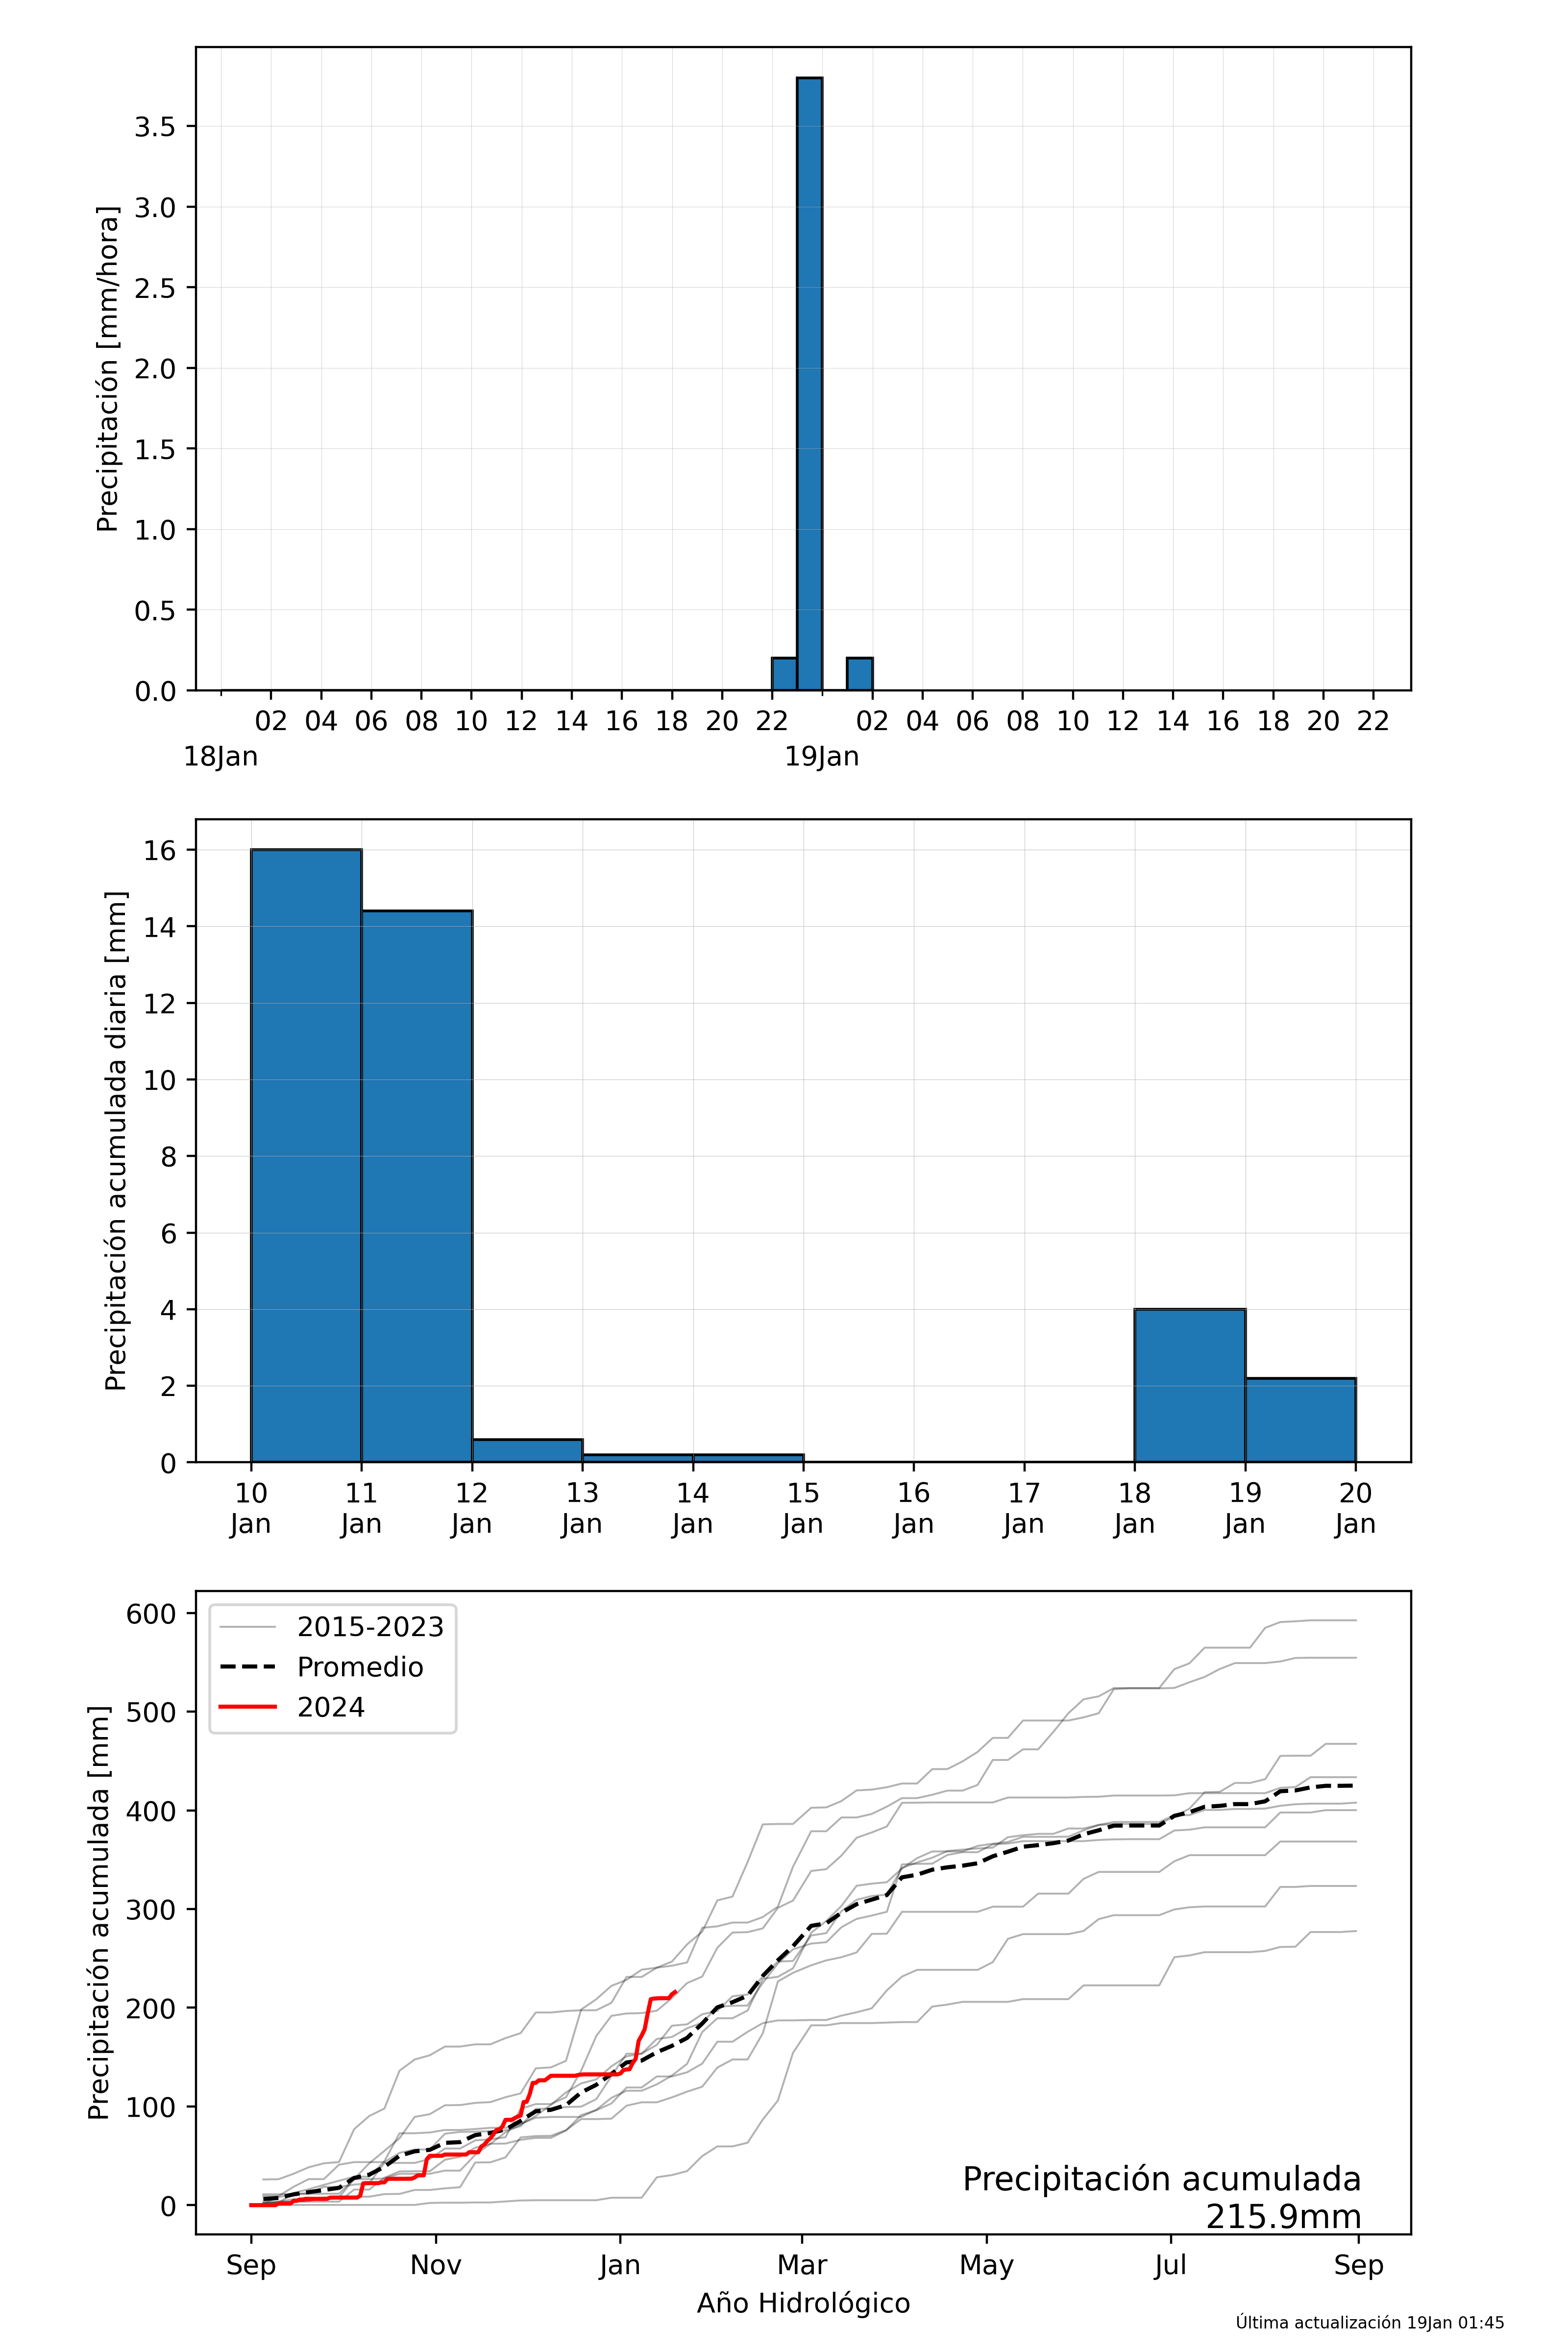 Precipitación [mm/hora]
3.5
3.0
2.5
2.0
1.5
1.0
0.5
0.0
02 04 06 08 10 12 14 16 18 20 22 02 04 06 08 10 12 14 16 18 20 22
18Jan 19Jan
Precipitación acumulada diaria [mm]
16
14
12
10
8
6
4
2
0
10 11 12 13 14 15 16 17 18 19 20
Jan Jan Jan Jan Jan Jan Jan Jan Jan Jan Jan
Precipitación acumulada [mm]
600
500
400
300
200
100
0
2015-2023
Promedio
2024
Precipitación acumulada
215.9mm
Sep Nov Jan Mar May Jul Sep
Año Hidrológico
Última actualización 19Jan 01:45